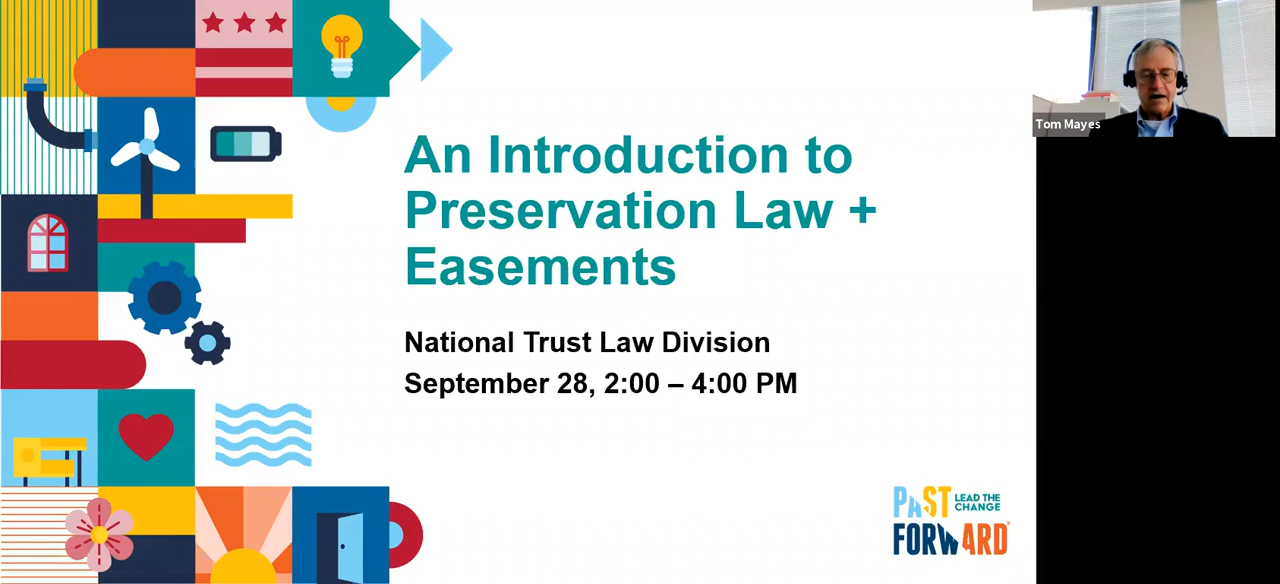 An Introduction to
Preservation Law +
Easements
National Trust Law Division
September 28, 2:00 – 4:00 PM
PAST LEAD THE
CHANGE
FORWARD®
Tom Mayes